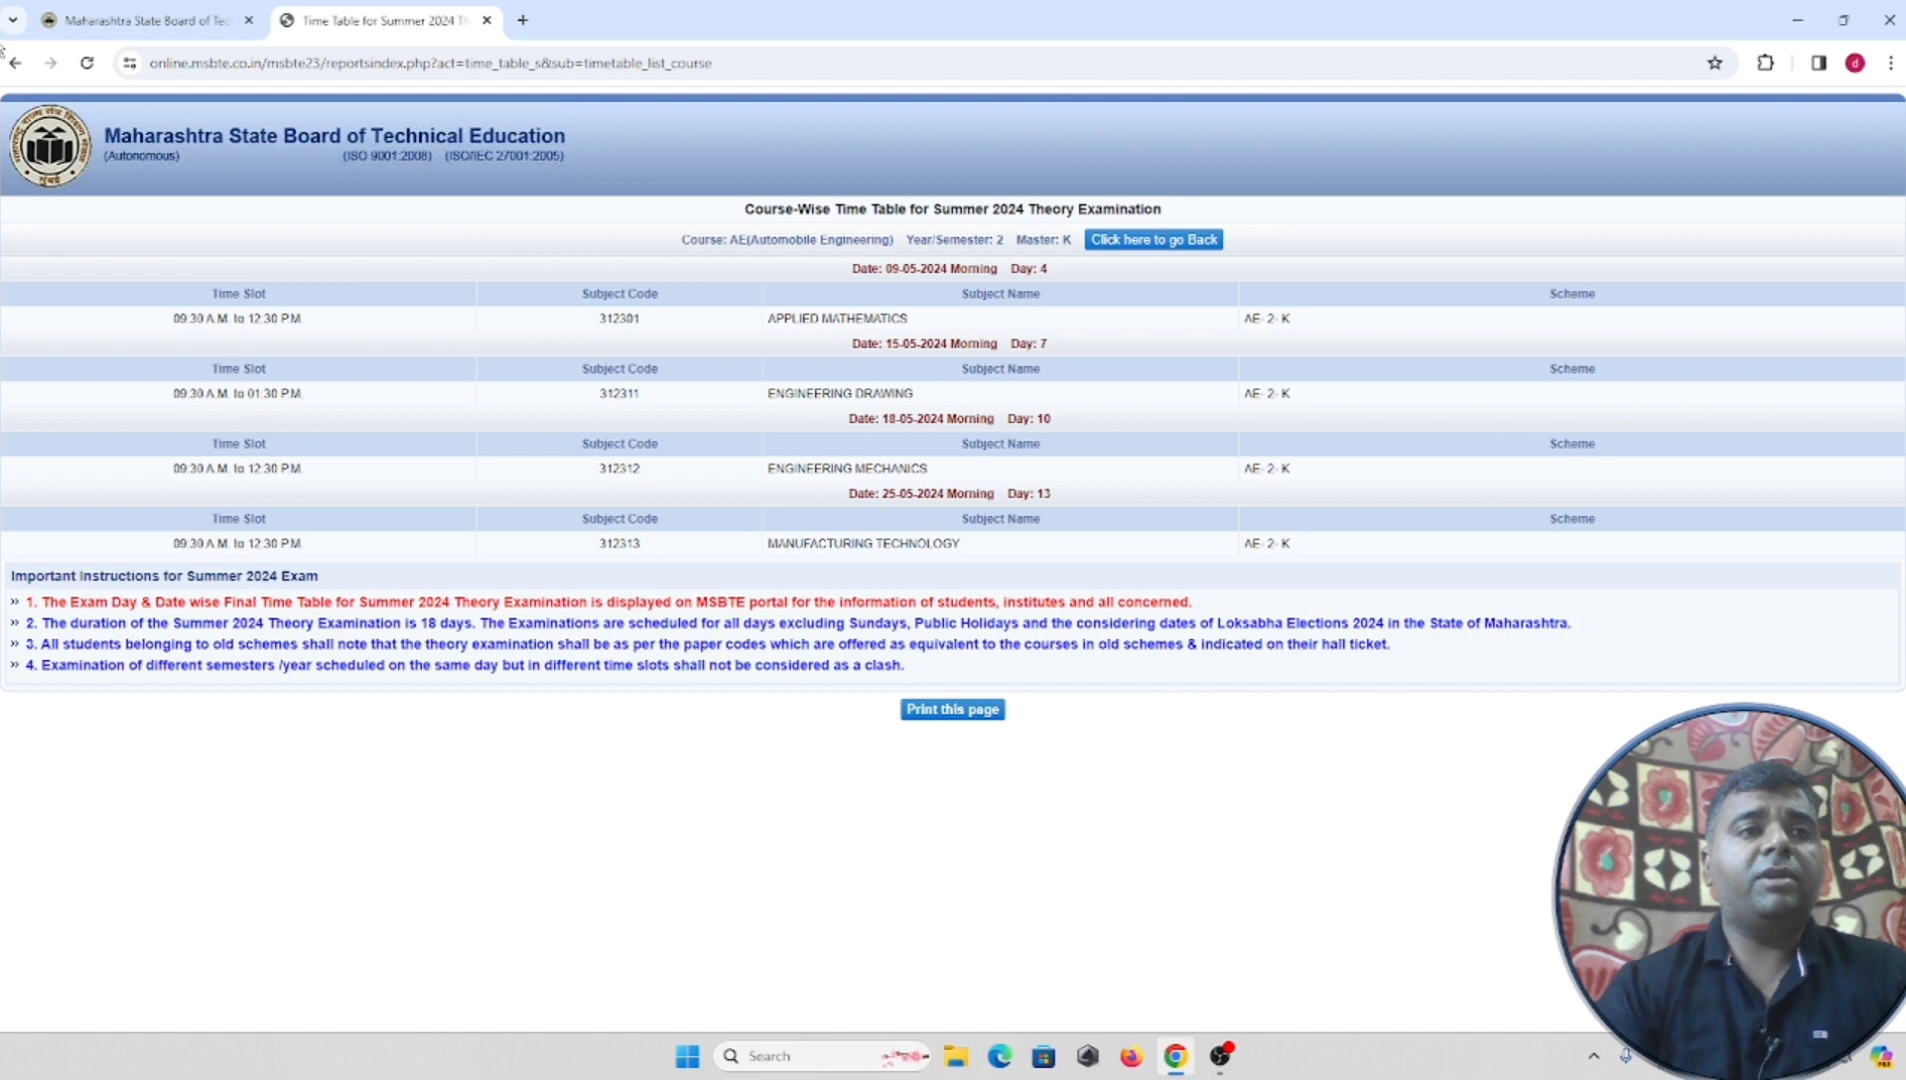 Maharashtra State Board of Tec
Time Table for Summer 2024 Th
online.msbte.co.in/msbte23/reportsindex.php?act=time_table_s&sub=timetable_list_course
d
Maharashtra State Board of Technical Education
(Autonomous) (ISO 9001:2008) (ISO/IEC 27001:2005)
Course-Wise Time Table for Summer 2024 Theory Examination
Course: AE(Automobile Engineering) Year/Semester: 2 Master: K Click here to go Back
Date: 09-05-2024 Morning Day: 4
Time Slot Subject Code Subject Name Scheme
09.30 A.M. to 12:30 P.M. 312301 APPLIED MATHEMATICS AE- 2- K
Date: 15-05-2024 Morning Day: 7
Time Slot Subject Code Subject Name Scheme
09.30 A.M. to 01:30 P.M. 312311 ENGINEERING DRAWING AE- 2- K
Date: 18-05-2024 Morning Day: 10
Time Slot Subject Code Subject Name Scheme
09.30 A.M. to 12:30 P.M. 312312 ENGINEERING MECHANICS AE- 2- K
Date: 25-05-2024 Morning Day: 13
Time Slot Subject Code Subject Name Scheme
09.30 A.M. to 12:30 P.M. 312313 MANUFACTURING TECHNOLOGY AE- 2- K
Important Instructions for Summer 2024 Exam
» 1. The Exam Day & Date wise Final Time Table for Summer 2024 Theory Examination is displayed on MSBTE portal for the information of students, institutes and all concerned.
» 2. The duration of the Summer 2024 Theory Examination is 18 days. The Examinations are scheduled for all days excluding Sundays, Public Holidays and the considering dates of Loksabha Elections 2024 in the State of Maharashtra.
» 3. All students belonging to old schemes shall note that the theory examination shall be as per the paper codes which are offered as equivalent to the courses in old schemes & indicated on their hall ticket.
» 4. Examination of different semesters /year scheduled on the same day but in different time slots shall not be considered as a clash.
Print this page
Search